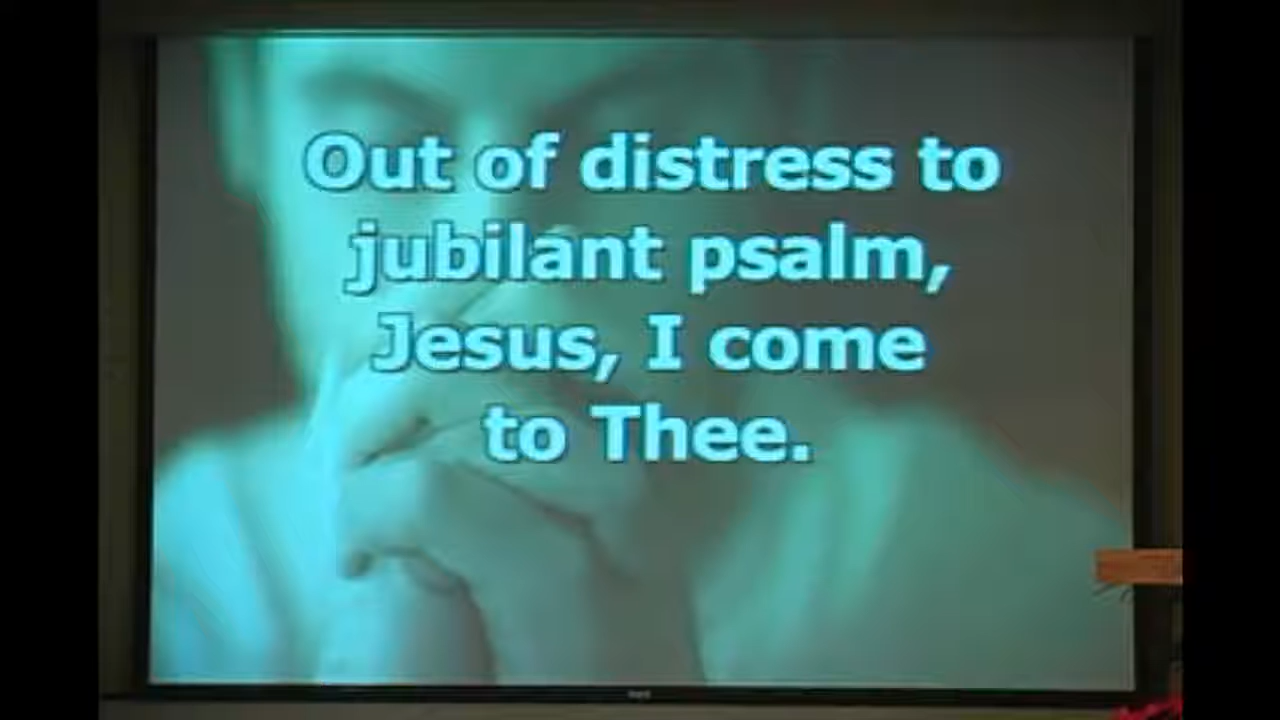 Out of distress to
jubilant psalm,
Jesus, I come
to Thee.